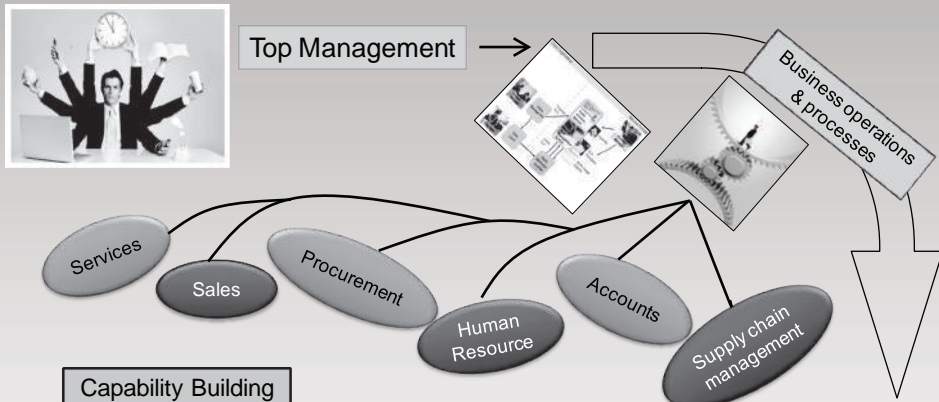 Top Management
Business operations
& processes
Services
Sales
Procurement
Human
Resource
Accounts
Supply chain
management
Capability Building